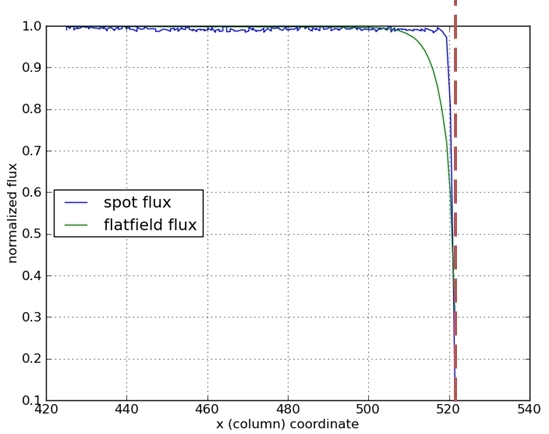 1.0
0.9
0.8
0.7
0.6
0.5
0.4
0.3
0.2
0.1
normalized flux
spot flux
flatfield flux
420 440 460 480 500 520 540
x (column) coordinate